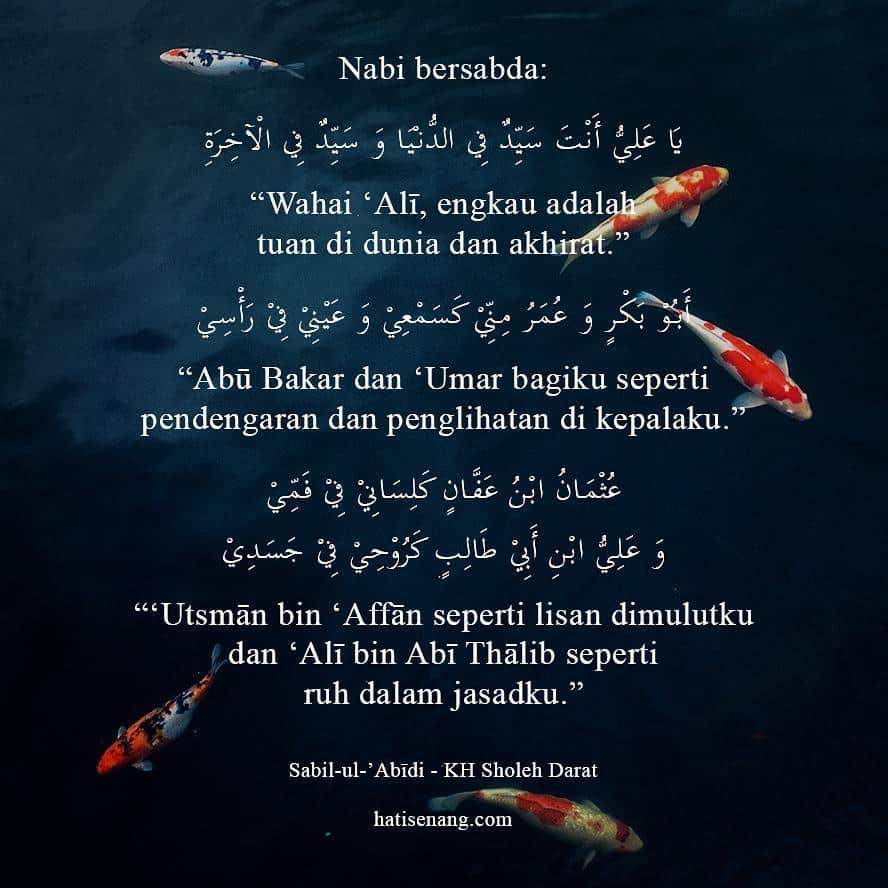 Nabi bersabda:
يَا عَلِيُّ أَنْتَ سَيِّدٌ فِي الدُّنْيَا وَ سَيِّدٌ فِي الْآخِرَةِ
“Wahai ‘Alī, engkau adalah
tuan di dunia dan akhirat.”
أَبُوْ بَكْرٍ وَ عُمَرُ مِنِّيْ كَسَمْعِيْ وَ عَيْنِيْ فِيْ رَأْسِيْ
“Abū Bakar dan ‘Umar bagiku seperti
pendengaran dan penglihatan di kepalaku.”
عُثْمَانُ ابْنُ عَفَّانٍ كَلِسَانِيْ فِيْ فَمِّيْ
وَ عَلِيُّ ابْنِ أَبِيْ طَالِبٍ كَرُوْحِيْ فِيْ جَسَدِيْ
“‘Utsmān bin ‘Affān seperti lisan dimulutku
dan ‘Alī bin Abī Thālib seperti
ruh dalam jasadku.”
Sabil-ul-’Abīdi - KH Sholeh Darat
hatisenang.com